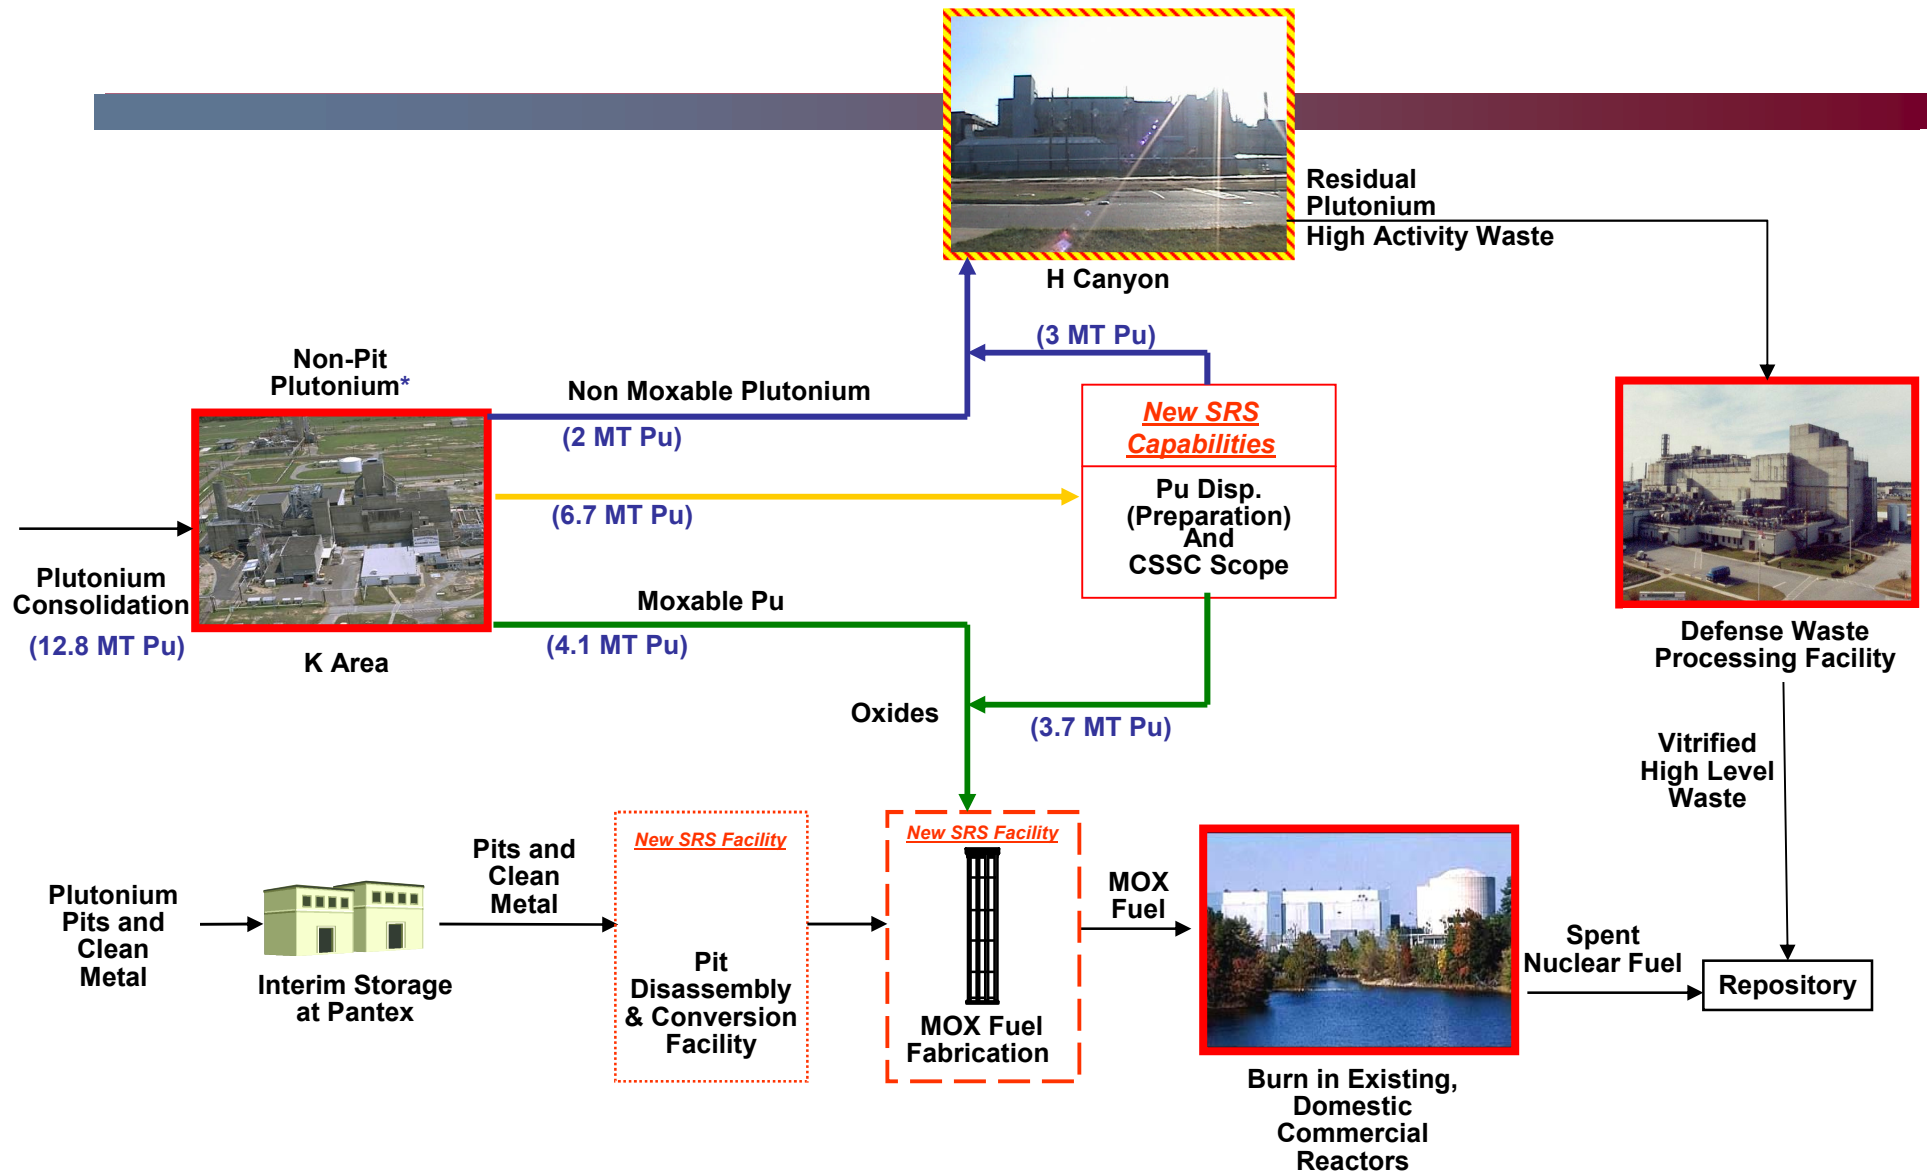 Residual
Plutonium
High Activity Waste
H Canyon
(3 MT Pu)
Non-Pit
Plutonium*
Non Moxable Plutonium
(2 MT Pu)
New SRS
Capabilities
Pu Disp.
(Preparation)
And
CSSC Scope
(6.7 MT Pu)
Plutonium
Consolidation
(12.8 MT Pu)
K Area
Moxable Pu
(4.1 MT Pu)
Defense Waste
Processing Facility
Oxides
(3.7 MT Pu)
Vitrified
High Level
Waste
Plutonium
Pits and
Clean
Metal
Interim Storage
at Pantex
Pits and
Clean
Metal
New SRS Facility
Pit
Disassembly
& Conversion
Facility
New SRS Facility
MOX Fuel
Fabrication
MOX
Fuel
Burn in Existing,
Domestic
Commercial
Reactors
Spent
Nuclear Fuel
Repository